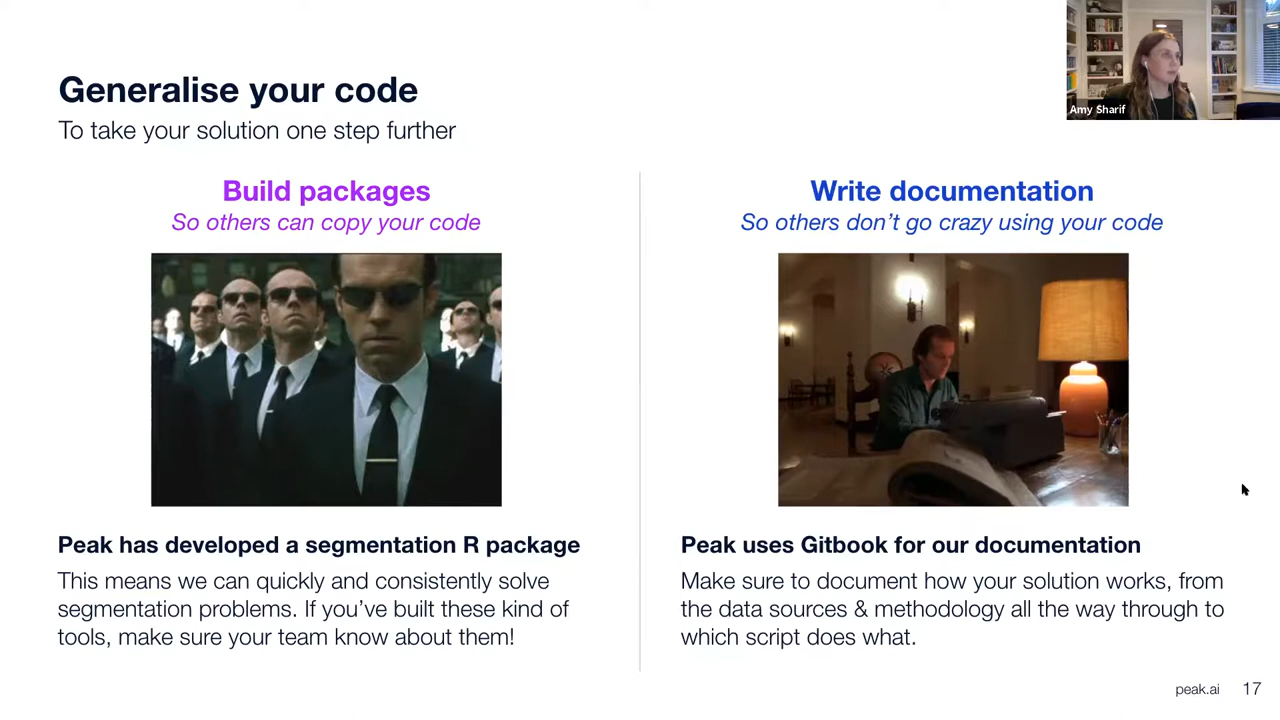 Generalise your code
To take your solution one step further
Amy Sharif
Build packages
So others can copy your code
Peak has developed a segmentation R package
This means we can quickly and consistently solve
segmentation problems. If you’ve built these kind of
tools, make sure your team know about them!
Write documentation
So others don’t go crazy using your code
Peak uses Gitbook for our documentation
Make sure to document how your solution works, from
the data sources & methodology all the way through to
which script does what.
peak.ai 17